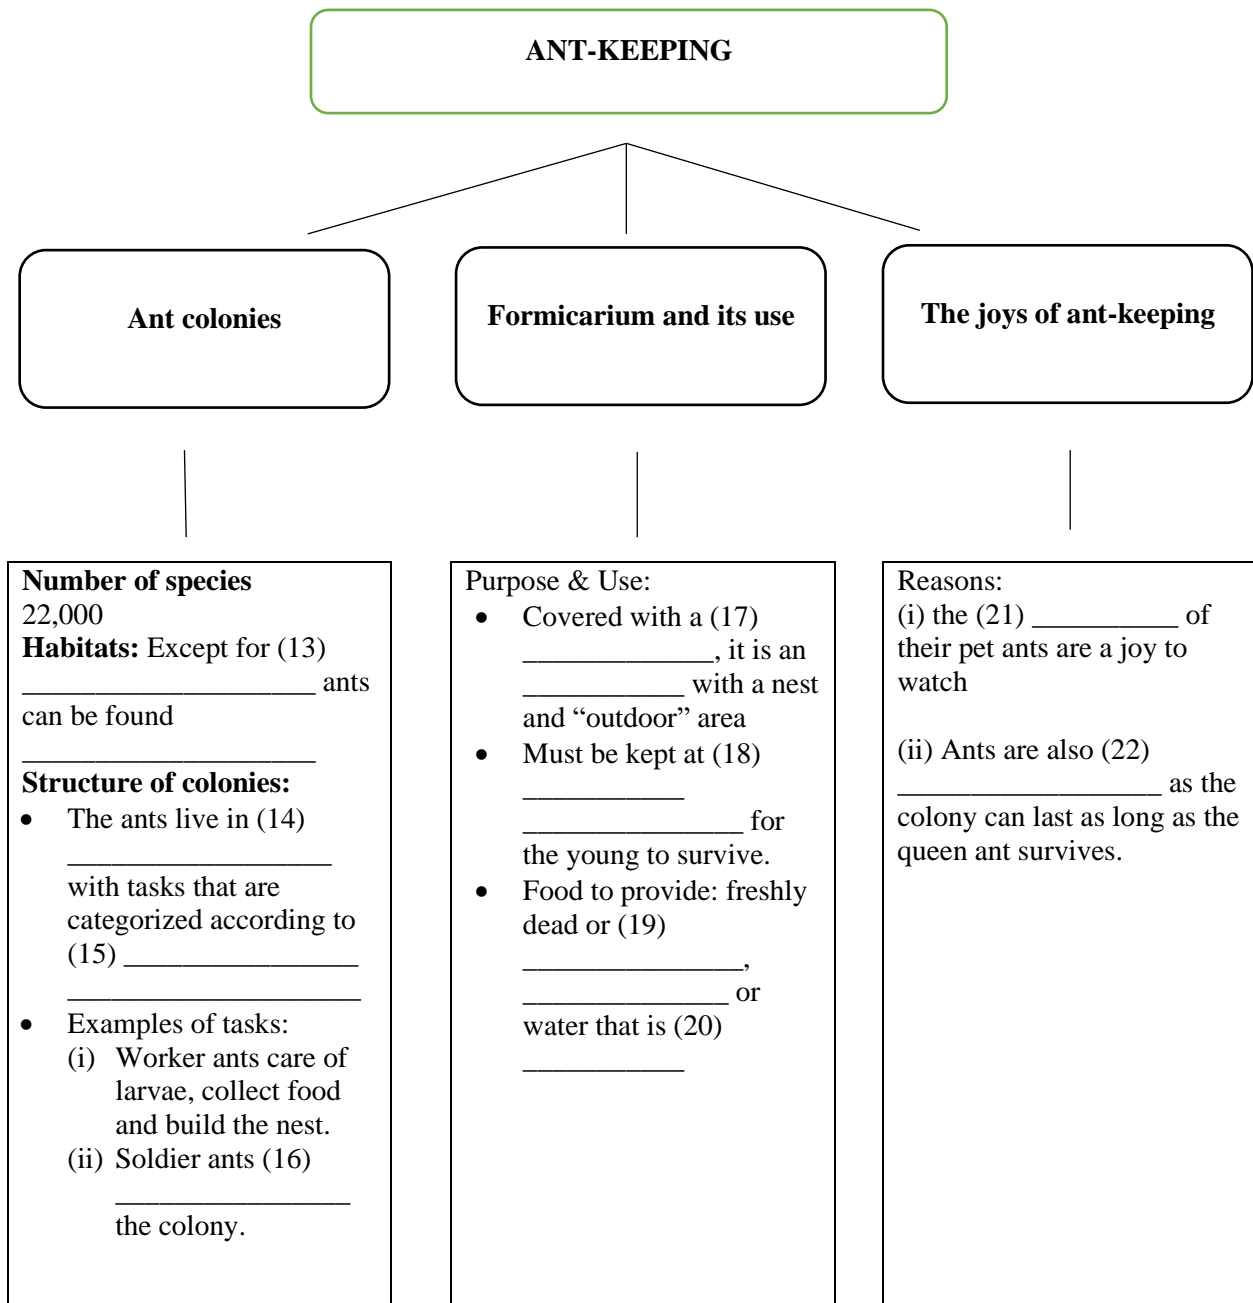 ANT-KEEPING
Ant colonies
Formicarium and its use
The joys of ant-keeping
Number of species
22,000
Habitats: Except for (13)
____________________ ants
can be found
____________________
Structure of colonies:
• The ants live in (14)
__________________
with tasks that are
categorized according to
(15) ________________
____________________
• Examples of tasks:
(i) Worker ants care of
larvae, collect food
and build the nest.
(ii) Soldier ants (16)
________________
the colony.
Purpose & Use:
• Covered with a (17)
_____________, it is an
___________ with a nest
and “outdoor” area
• Must be kept at (18)
___________
_______________ for
the young to survive.
• Food to provide: freshly
dead or (19)
_______________,
______________ or
water that is (20)
___________
Reasons:
(i) the (21) __________ of
their pet ants are a joy to
watch
(ii) Ants are also (22)
__________________ as the
colony can last as long as the
queen ant survives.